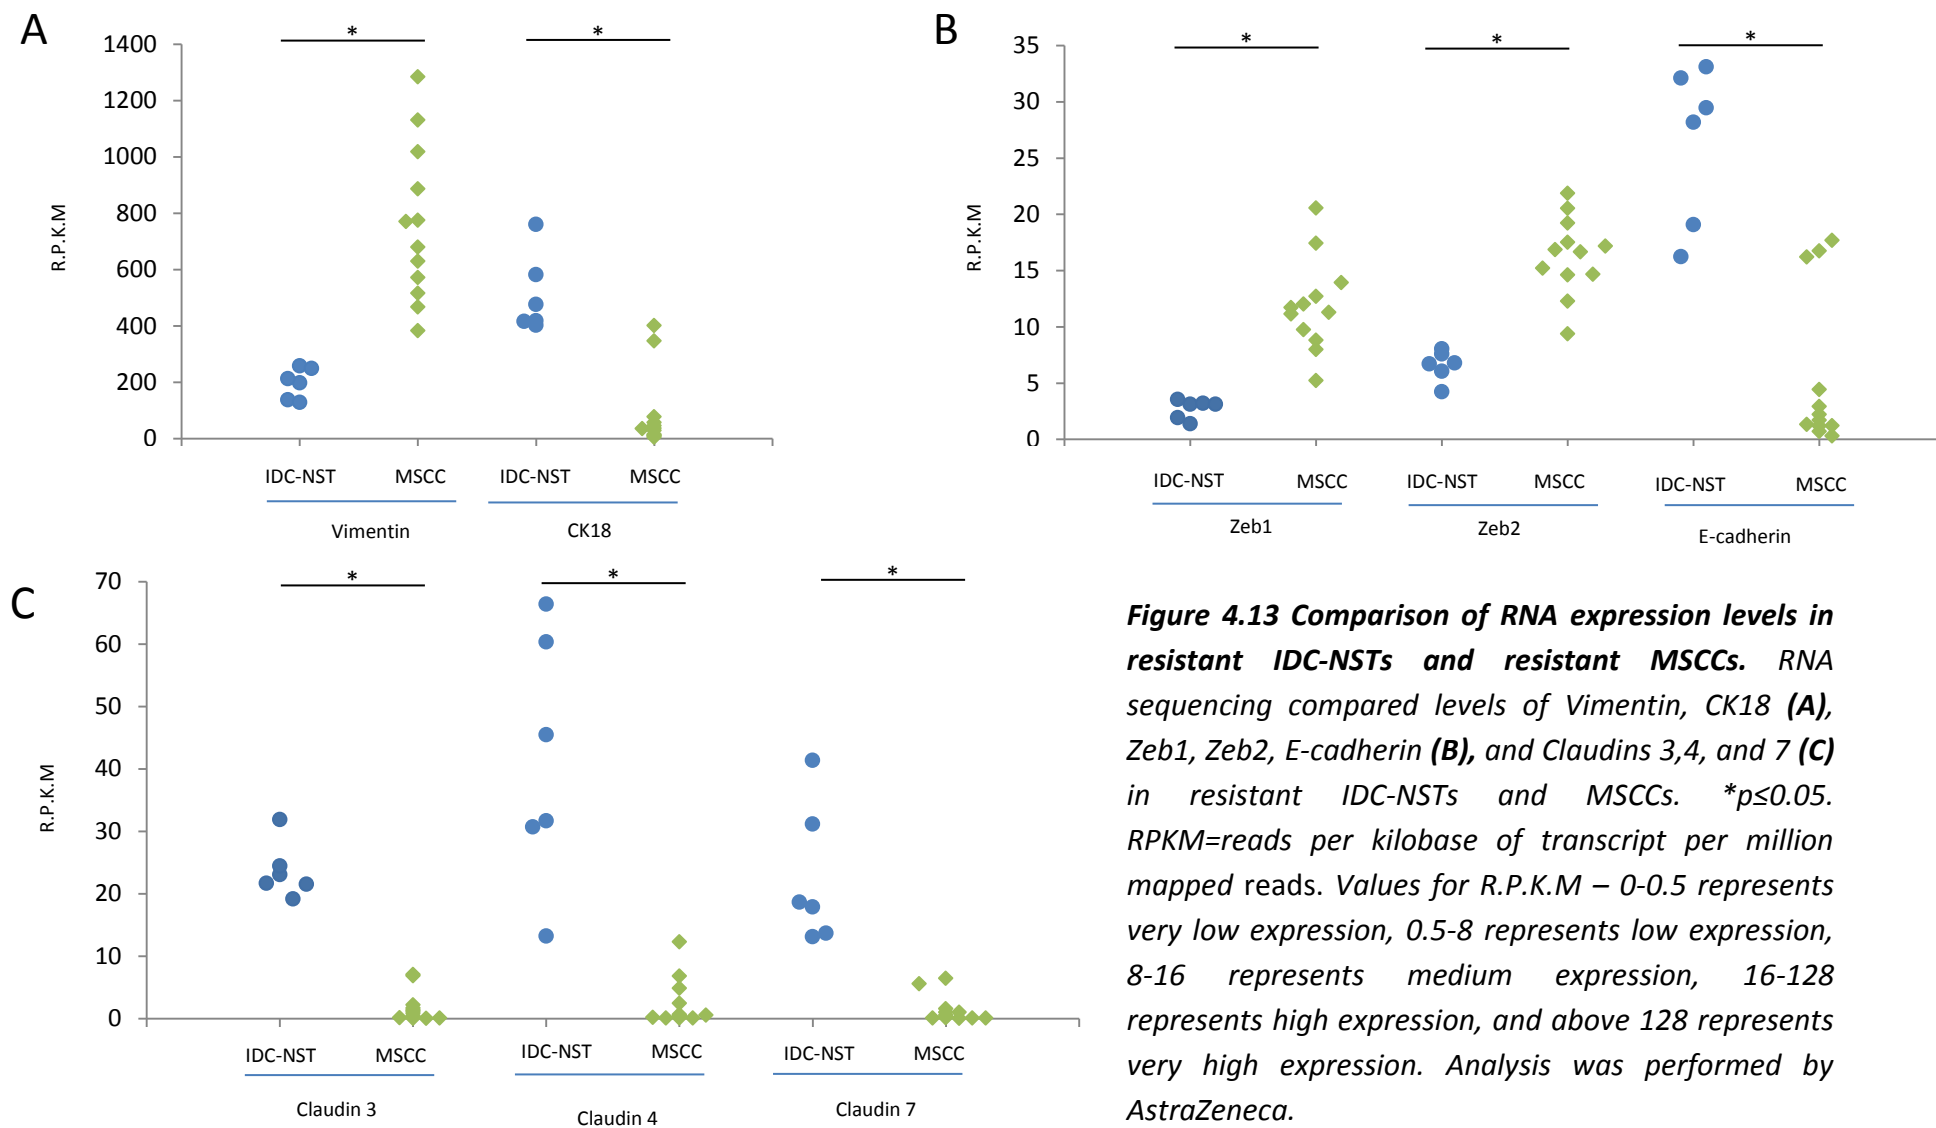 A
*
*
1400
1200
1000
800
600
400
200
0
R.P.K.M
IDC-NST
MSCC
IDC-NST
MSCC
Vimentin
CK18
B
*
*
*
35
30
25
20
15
10
5
0
R.P.K.M
IDC-NST
MSCC
IDC-NST
MSCC
IDC-NST
MSCC
Zeb1
Zeb2
E-cadherin
C
*
*
*
70
60
50
40
30
20
10
0
R.P.K.M
IDC-NST
MSCC
IDC-NST
MSCC
IDC-NST
MSCC
Claudin 3
Claudin 4
Claudin 7
Figure 4.13 Comparison of RNA expression levels in
resistant IDC-NSTs and resistant MSCCs. RNA
sequencing compared levels of Vimentin, CK18 (A),
Zeb1, Zeb2, E-cadherin (B), and Claudins 3,4, and 7 (C)
in resistant IDC-NSTs and MSCCs. *p≤0.05.
RPKM=reads per kilobase of transcript per million
mapped reads. Values for R.P.K.M – 0-0.5 represents
very low expression, 0.5-8 represents low expression,
8-16 represents medium expression, 16-128
represents high expression, and above 128 represents
very high expression. Analysis was performed by
AstraZeneca.